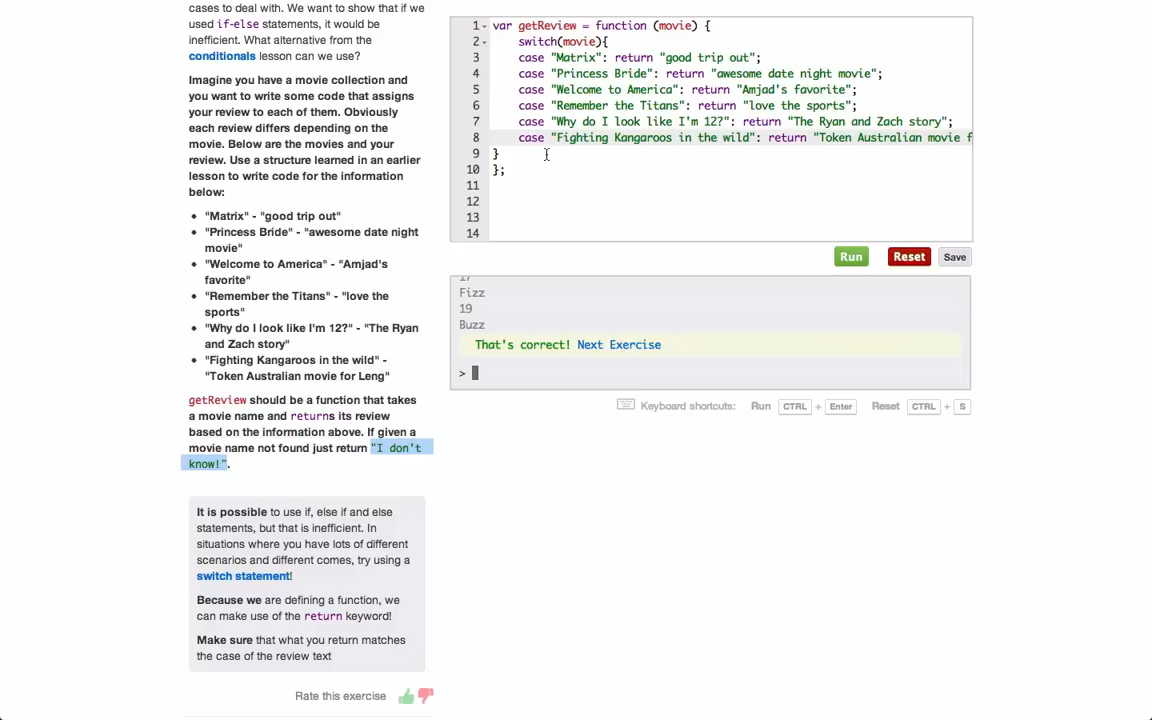 cases to deal with. We want to show that if we
used if-else statements, it would be
inefficient. What alternative from the
conditionals lesson can we use?
Imagine you have a movie collection and
you want to write some code that assigns
your review to each of them. Obviously
each review differs depending on the
movie. Below are the movies and your
review. Use a structure learned in an earlier
lesson to write code for the information
below:
"Matrix" - "good trip out"
"Princess Bride" - "awesome date night
movie"
"Welcome to America" - "Amjad's
favorite"
"Remember the Titans" - "love the
sports"
"Why do I look like I'm 12?" - "The Ryan
and Zach story"
"Fighting Kangaroos in the wild" -
"Token Australian movie for Leng"
getReview should be a function that takes
a movie name and returns its review
based on the information above. If given a
movie name not found just return "I don't
know!".
It is possible to use if, else if and else
statements, but that is inefficient. In
situations where you have lots of different
scenarios and different comes, try using a
switch statement!
Because we are defining a function, we
can make use of the return keyword!
Make sure that what you return matches
the case of the review text
Rate this exercise
1 var getReview = function (movie) {
2 switch(movie){
3 case "Matrix": return "good trip out";
4 case "Princess Bride": return "awesome date night movie";
5 case "Welcome to America": return "Amjad's favorite";
6 case "Remember the Titans": return "love the sports";
7 case "Why do I look like I'm 12?": return "The Ryan and Zach story";
8 case "Fighting Kangaroos in the wild": return "Token Australian movie f
9 }
10 };
11
12
13
14
Run Reset Save
17
Fizz
19
Buzz
That's correct! Next Exercise
>
Keyboard shortcuts: Run CTRL + Enter Reset CTRL + S